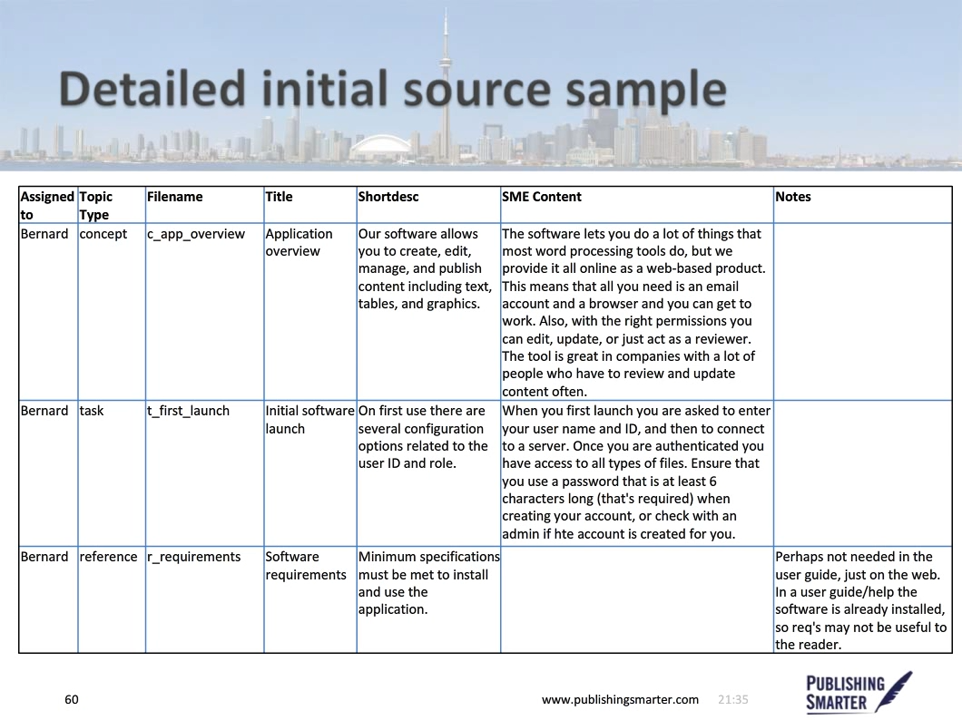 Detailed initial source sample
Assigned to
Topic Type
Filename
Title
Shortdesc
SME Content
Notes
Bernard
concept
c_app_overview
Application
overview
Our software allows
you to create, edit,
manage, and publish
content including text,
tables, and graphics.
The software lets you do a lot of things that
most word processing tools do, but we
provide it all online as a web-based product.
This means that all you need is an email
account and a browser and you can get to
work. Also, with the right permissions you
can edit, update, or just act as a reviewer.
The tool is great in companies with a lot of
people who have to review and update
content often.
Bernard
task
t_first_launch
Initial software
launch
On first use there are
several configuration
options related to the
user ID and role.
When you first launch you are asked to enter
your user name and ID, and then to connect
to a server. Once you are authenticated you
have access to all types of files. Ensure that
you use a password that is at least 6
characters long (that's required) when
creating your account, or check with an
admin if hte account is created for you.
Bernard
reference
r_requirements
Software
requirements
Minimum specifications
must be met to install
and use the
application.
Perhaps not needed in the
user guide, just on the web.
In a user guide/help the
software is already installed,
so req's may not be useful to
the reader.
60
www.publishingsmarter.com
21:35
PUBLISHING
SMARTER